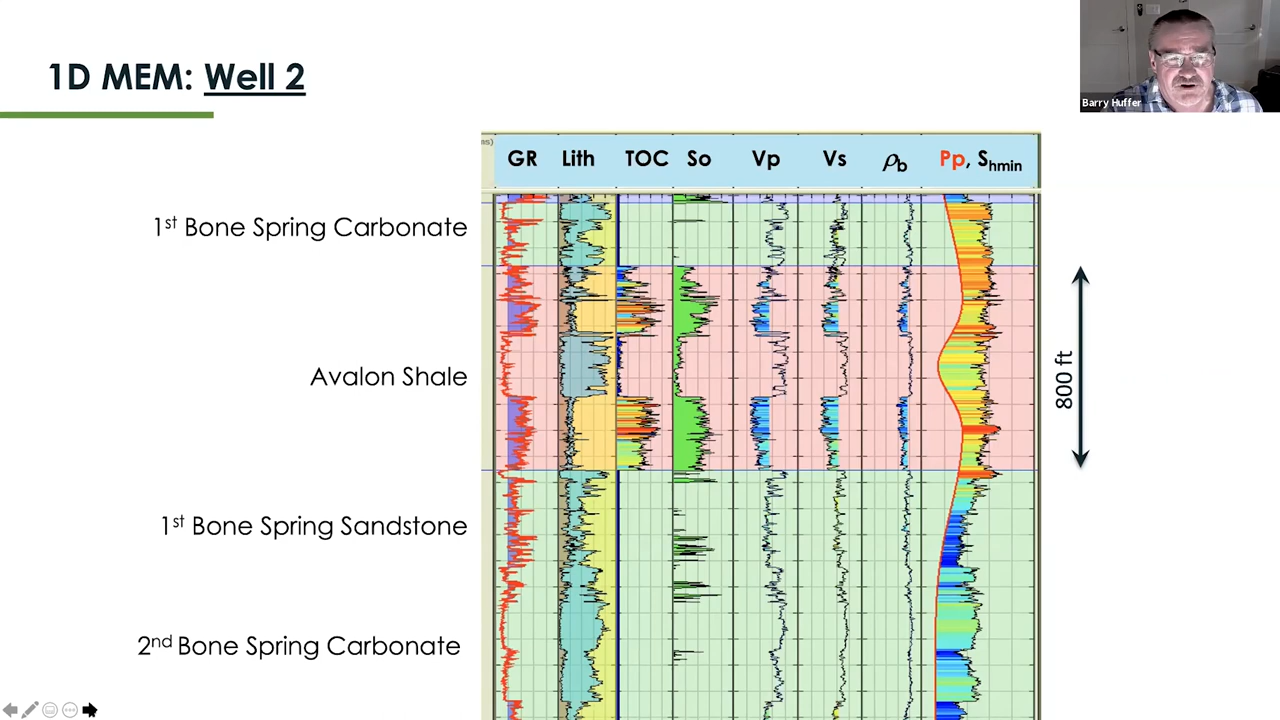 1D MEM: Well 2
Barry Huffer
ms)
GR Lith TOC So Vp Vs ρb Pp, Shmin
1st Bone Spring Carbonate
Avalon Shale
800 ft
1st Bone Spring Sandstone
2nd Bone Spring Carbonate